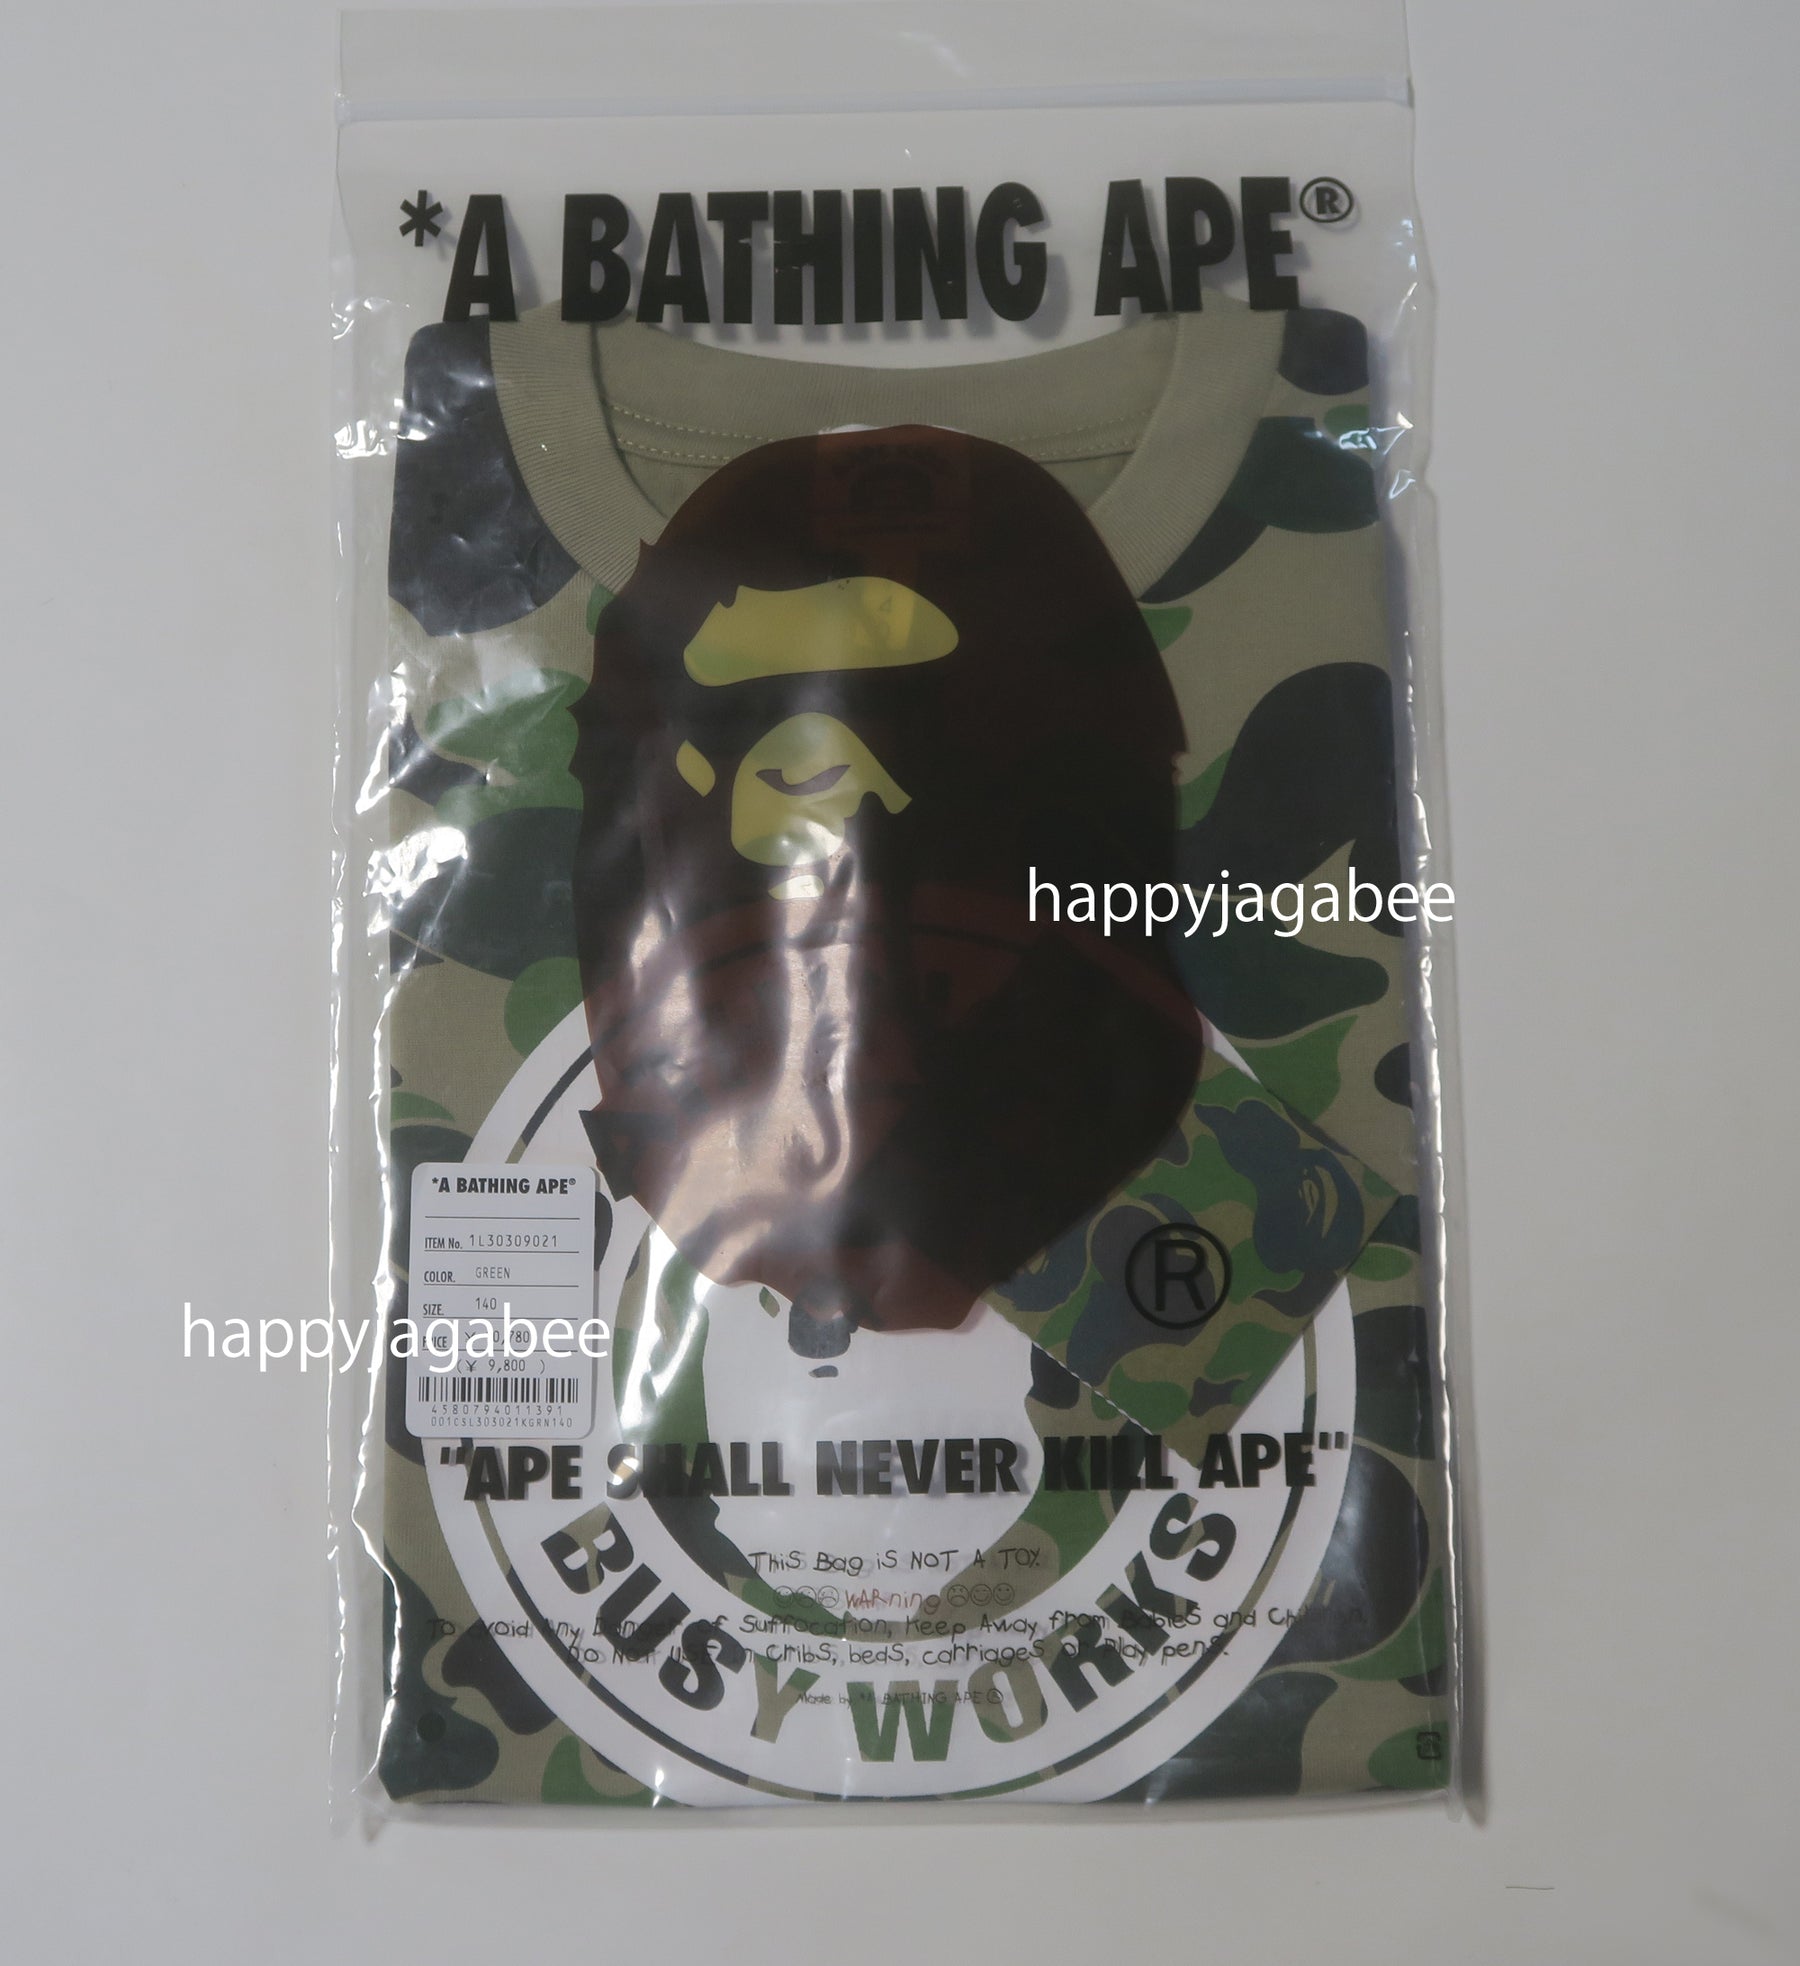 *A BATHING APE®
happyjagabee
*A BATHING APE®
ITEM No. 1L30309021
COLOR. GREEN
SIZE. 140
happyjagabee
(¥ 9,800 )
4580794011391
001CSL303021KGRN140
®
"APE SHALL NEVER KILL APE"
This Bag is NOT A TOY.
WARning
To Avoid Any Danger of Suffocation, Keep Away from Babies and Children.
Do Not USE in Cribs, beds, carriages or Play pens.
Made by *A BATHING APE ®
BUSY WORKS